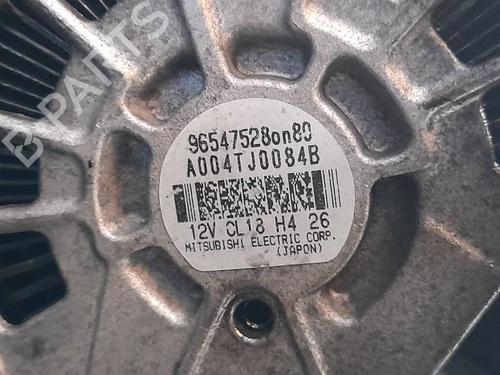 B PARTS
96547528on80
A004TJ0084B
12V CL18 H4 26
MITSUBISHI ELECTRIC CORP.
(JAPON)